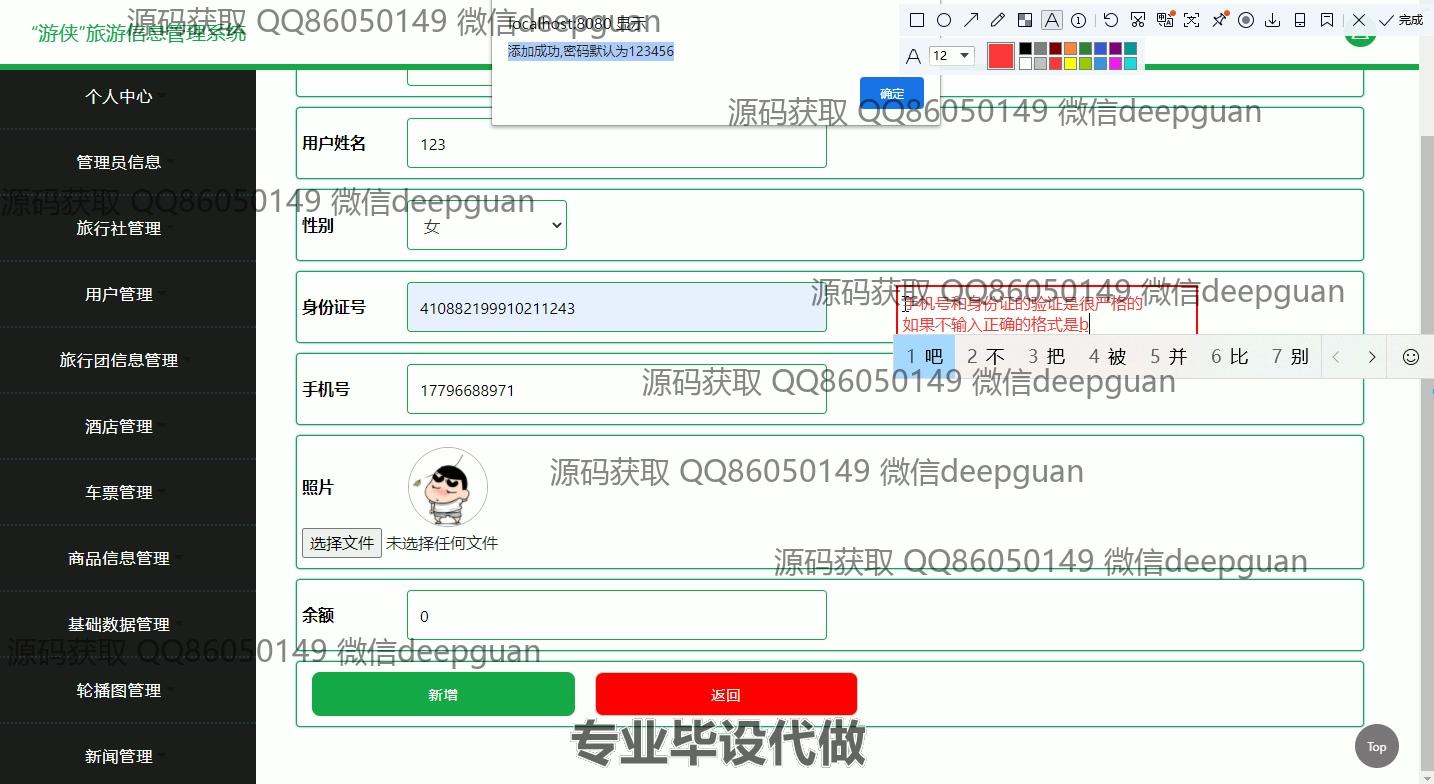 源码获取 QQ86050149 微信deepguan
“游侠”旅游信息管理系统
localhost:8080 显示
添加成功,密码默认为123456
确定
12
完成
源码获取 QQ86050149 微信deepguan
个人中心
管理员信息
旅行社管理
用户管理
旅行团信息管理
酒店管理
车票管理
商品信息管理
基础数据管理
轮播图管理
新闻管理
用户姓名
123
源码获取 QQ86050149 微信deepguan
性别
女
源码获取 QQ86050149 微信deepguan
身份证号
410882199910211243
手机号和身份证的验证是很严格的
如果不输入正确的格式是b
1 吧 2 不 3 把 4 被 5 并 6 比 7 别
源码获取 QQ86050149 微信deepguan
手机号
17796688971
源码获取 QQ86050149 微信deepguan
照片
选择文件 未选择任何文件
源码获取 QQ86050149 微信deepguan
余额
0
源码获取 QQ86050149 微信deepguan
新增
返回
专业毕设代做
Top